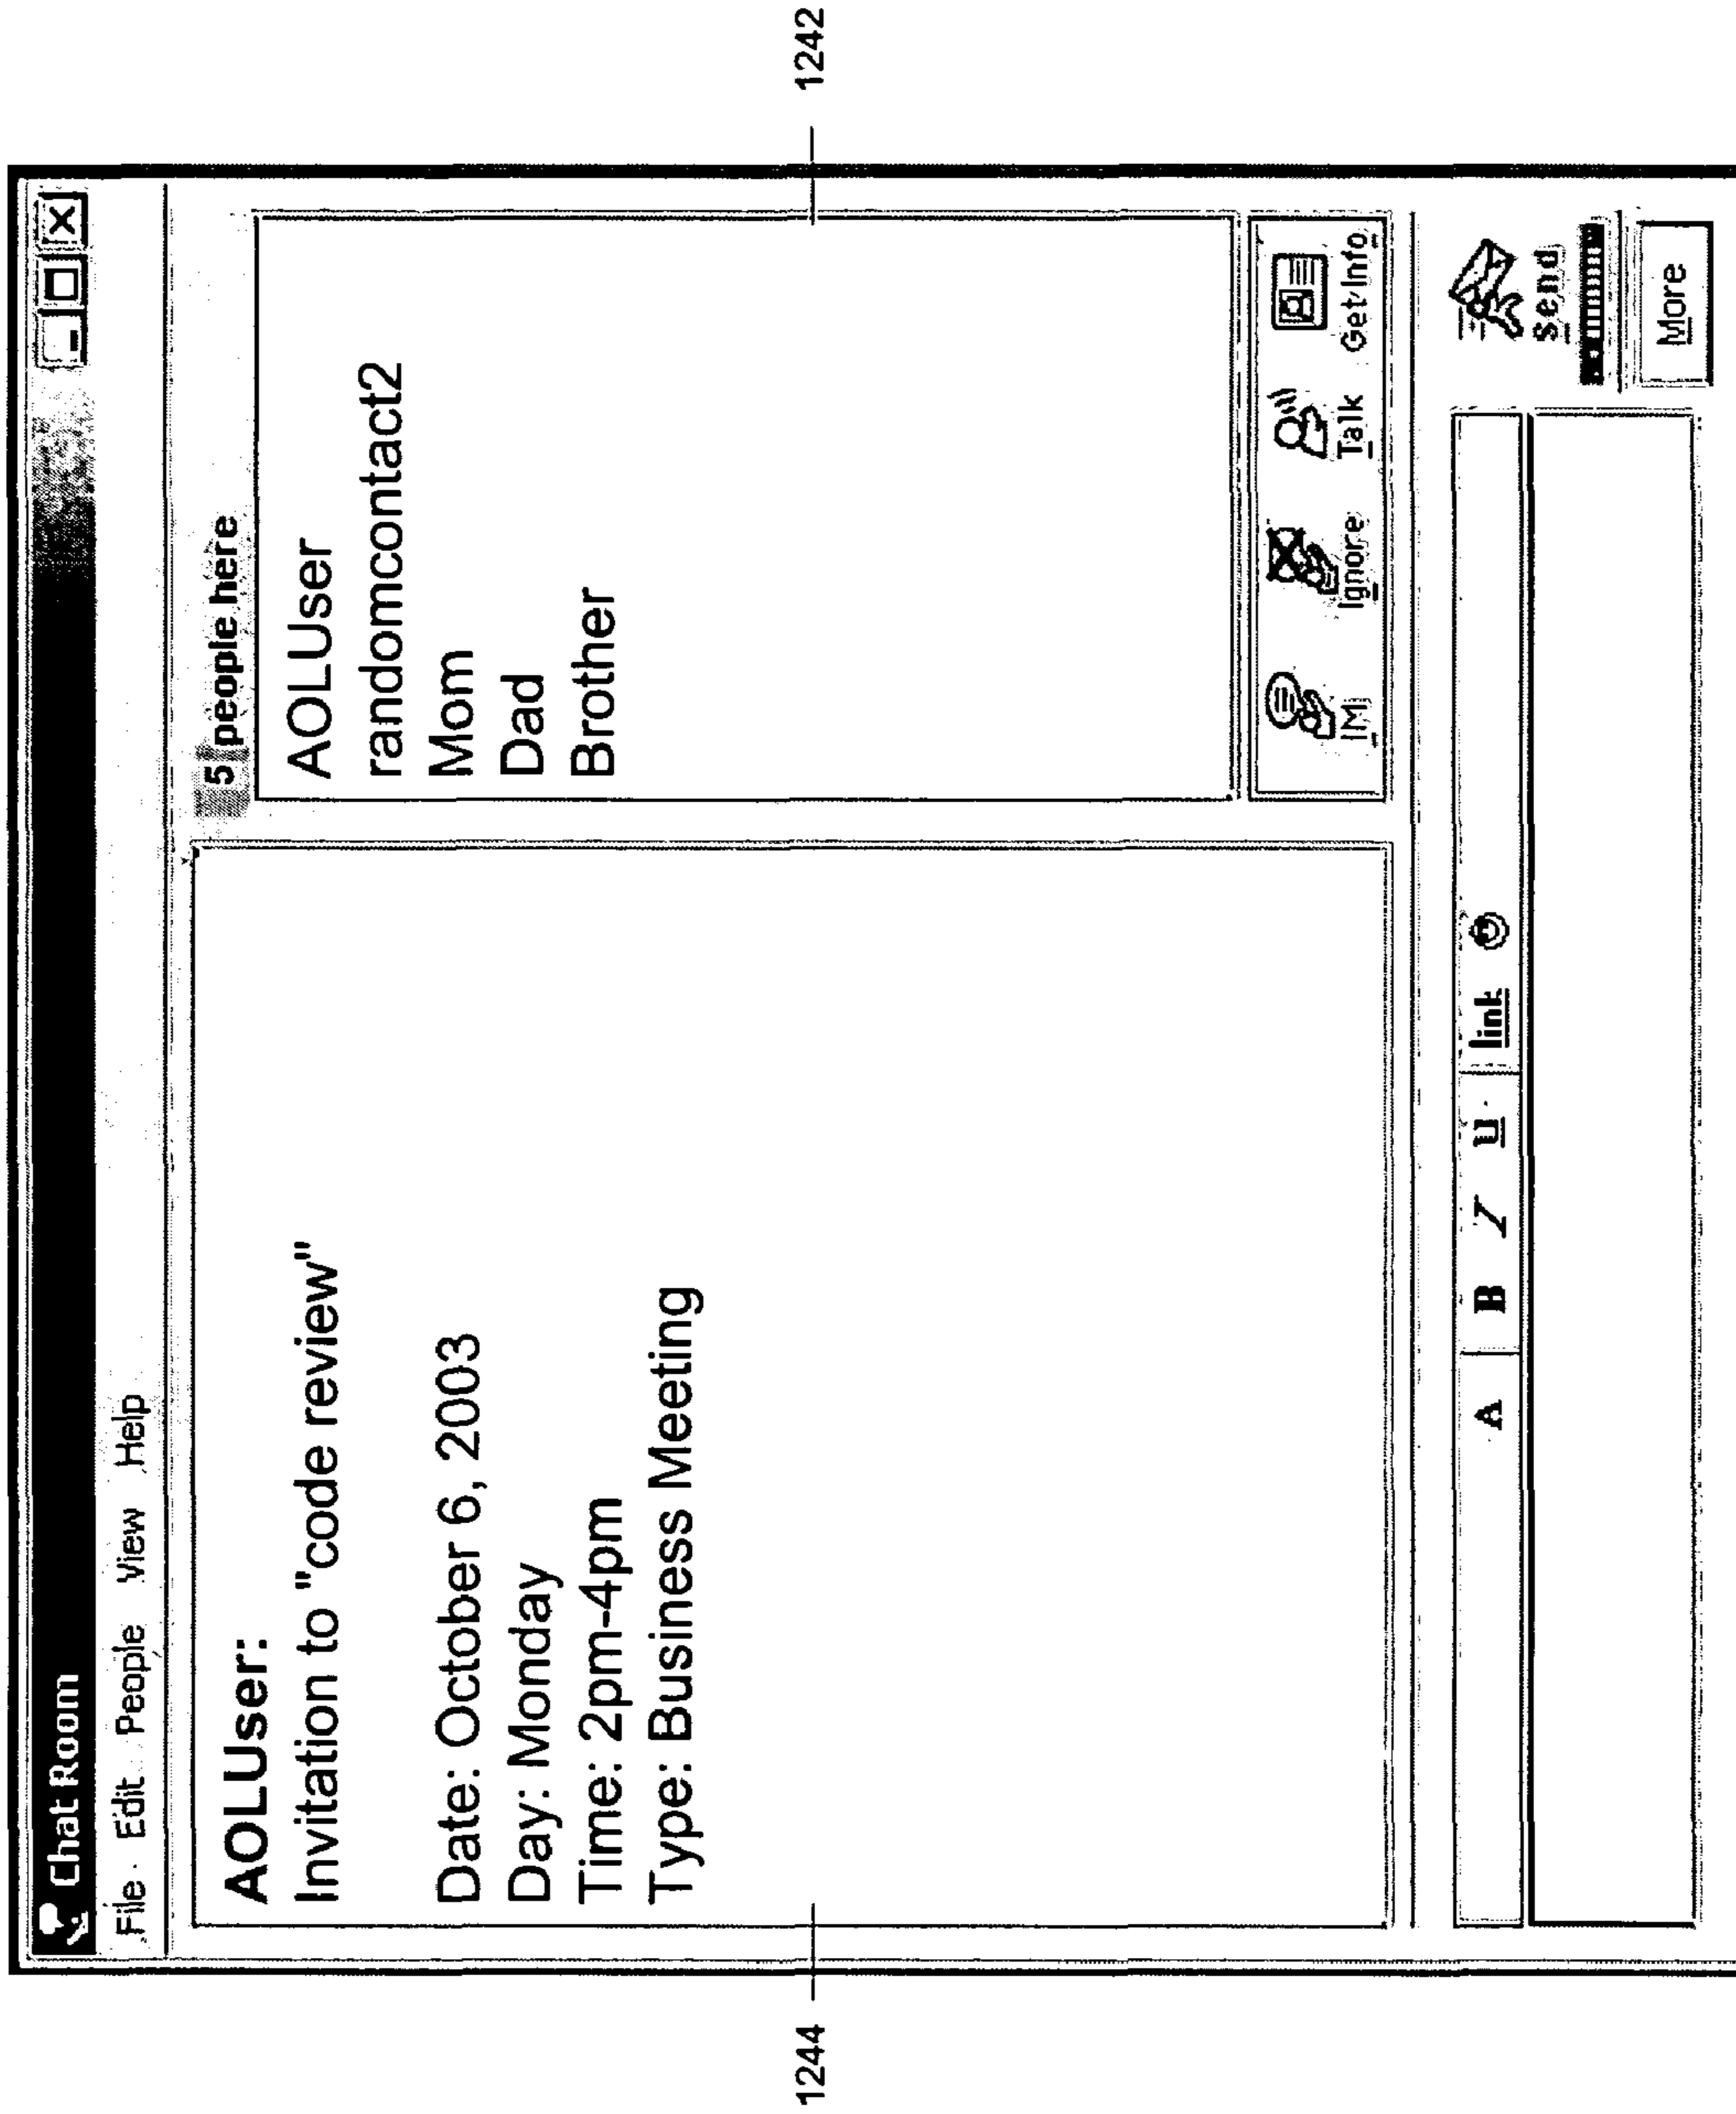 Chat Room
File Edit People View Help
AOLUser:
Invitation to "code review"
Date: October 6, 2003
Day: Monday
Time: 2pm-4pm
Type: Business Meeting
5 people here
AOLUser
randomcontact2
Mom
Dad
Brother
IM Ignore Talk Get Info
A B I U link
Send
More
1244
1242